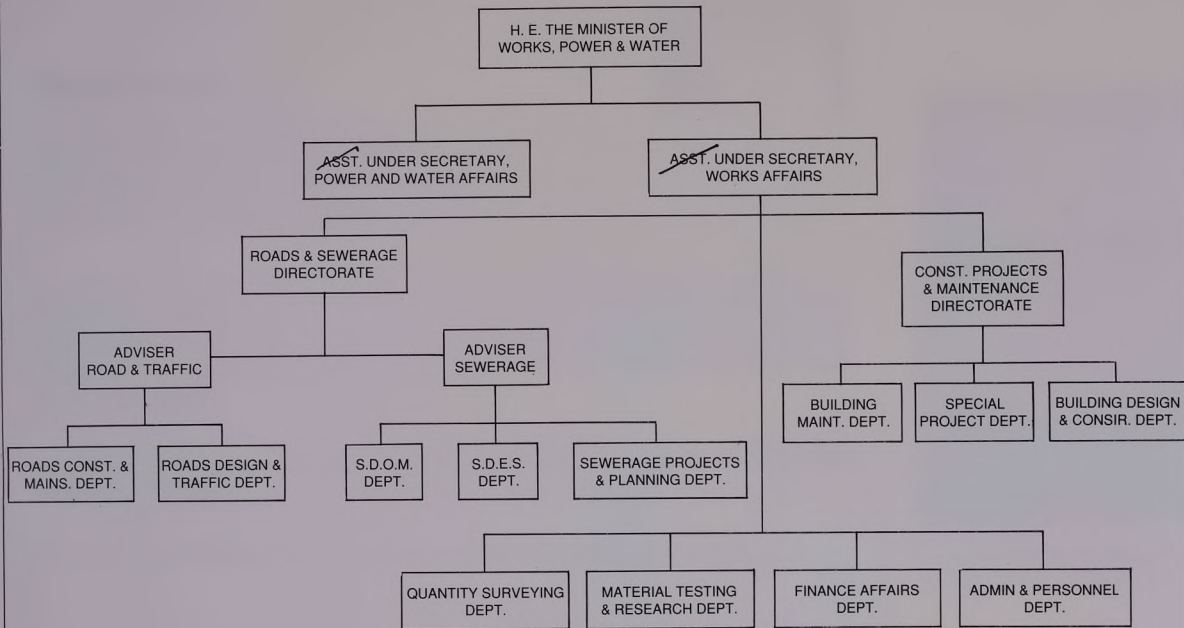 H. E. THE MINISTER OF
WORKS, POWER & WATER
ASST. UNDER SECRETARY,
POWER AND WATER AFFAIRS
ASST. UNDER SECRETARY,
WORKS AFFAIRS
ROADS & SEWERAGE
DIRECTORATE
CONST. PROJECTS
& MAINTENANCE
DIRECTORATE
ADVISER
ROAD & TRAFFIC
ADVISER
SEWERAGE
BUILDING
MAINT. DEPT.
SPECIAL
PROJECT DEPT.
BUILDING DESIGN
& CONSIR. DEPT.
ROADS CONST. &
MAINS. DEPT.
ROADS DESIGN &
TRAFFIC DEPT.
S.D.O.M.
DEPT.
S.D.E.S.
DEPT.
SEWERAGE PROJECTS
& PLANNING DEPT.
QUANTITY SURVEYING
DEPT.
MATERIAL TESTING
& RESEARCH DEPT.
FINANCE AFFAIRS
DEPT.
ADMIN & PERSONNEL
DEPT.